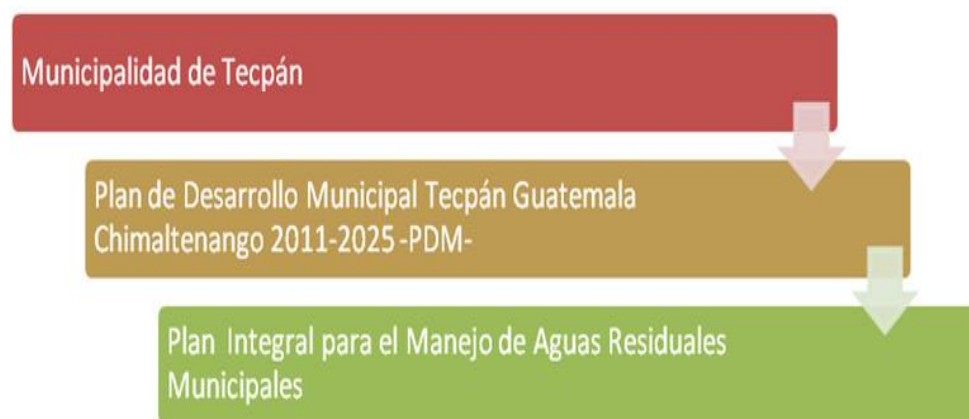 Municipalidad de Tecpán
Plan de Desarrollo Municipal Tecpán Guatemala
Chimaltenango 2011-2025 -PDM-
Plan Integral para el Manejo de Aguas Residuales
Municipales